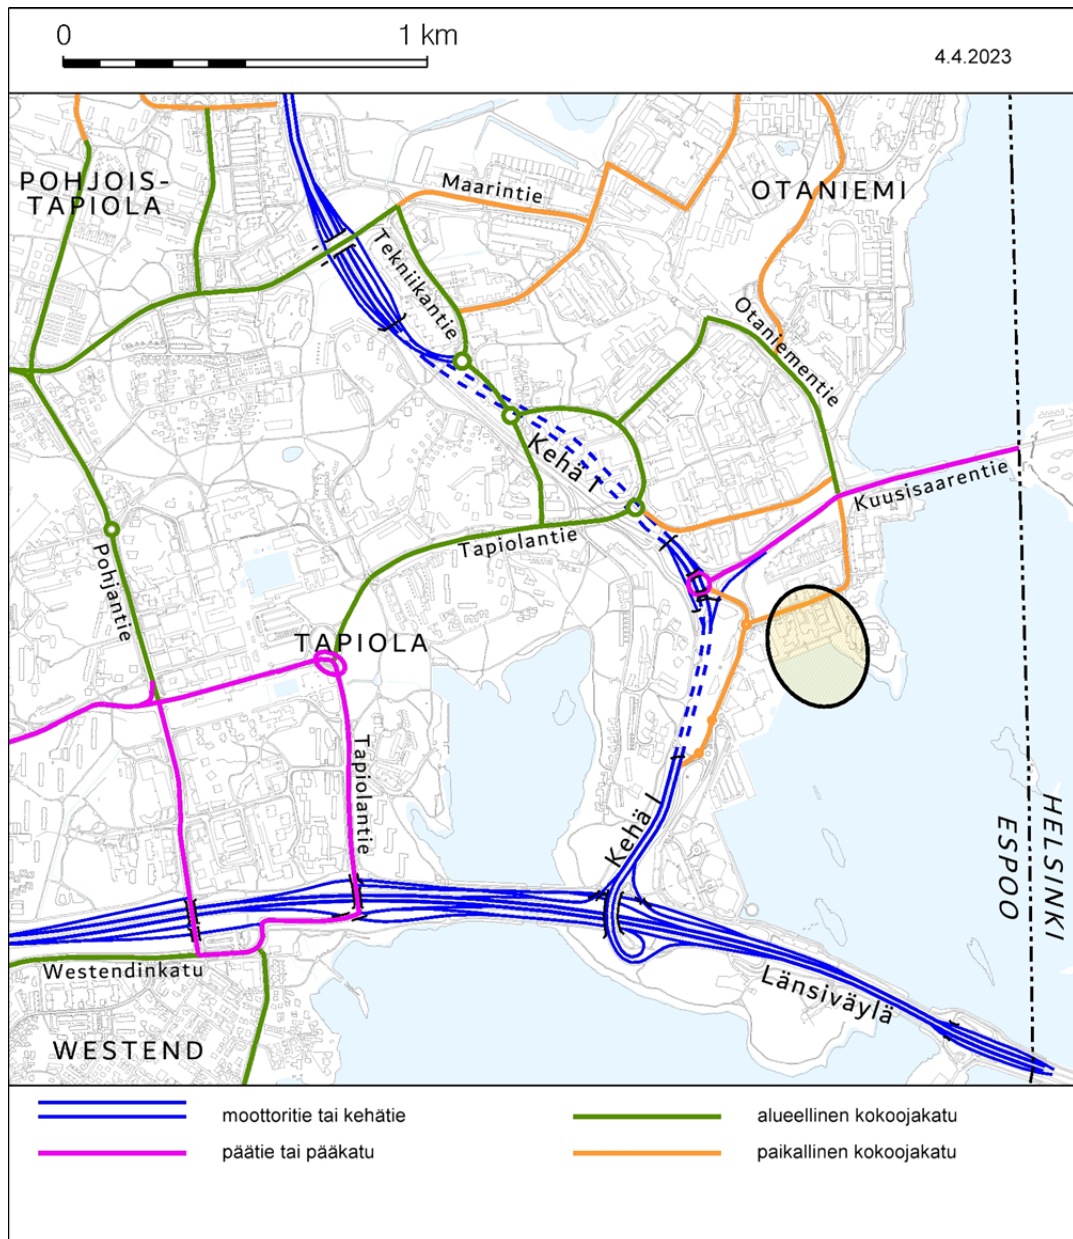 0 1 km
4.4.2023
POHJOIS-
TAPIOLA
Maarintie
OTANIEMI
Tekniikantie
Otaniementie
Kehä I
Kuusisaarentie
Tapiolantie
Pohjantie
TAPIOLA
Tapiolantie
Kehä I
HELSINKI
ESPOO
Westendinkatu
Länsiväylä
WESTEND
moottoritie tai kehätie
alueellinen kokoojakatu
päätie tai pääkatu
paikallinen kokoojakatu